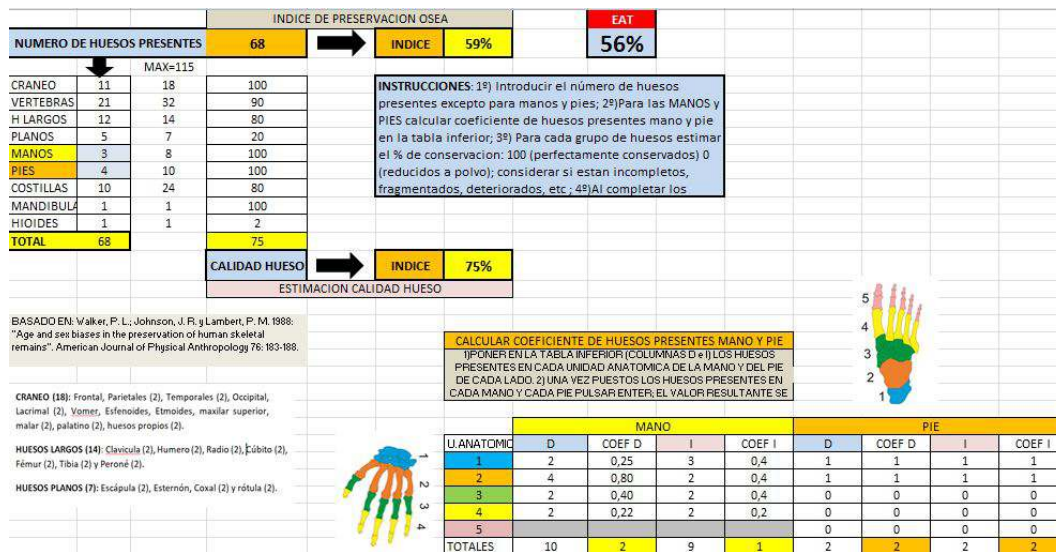 INDICE DE PRESERVACION OSEA
EAT
NUMERO DE HUESOS PRESENTES 68 INDICE 59% 56%
MAX=115
CRANEO 11 18 100
VERTEBRAS 21 32 90
H LARGOS 12 14 80
PLANOS 5 7 20
MANOS 3 8 100
PIES 4 10 100
COSTILLAS 10 24 80
MANDIBULA 1 1 100
HIOIDES 1 1 2
TOTAL 68 75
INSTRUCCIONES: 1º) Introducir el número de huesos
presentes excepto para manos y pies; 2º)Para las MANOS y
PIES calcular coeficiente de huesos presentes mano y pie
en la tabla inferior; 3º) Para cada grupo de huesos estimar
el % de conservacion: 100 (perfectamente conservados) 0
(reducidos a polvo); considerar si estan incompletos,
fragmentados, deteriorados, etc ; 4º)Al completar los
CALIDAD HUESO INDICE 75%
ESTIMACION CALIDAD HUESO
BASADO EN: Walker, P. L.; Johnson, J. R. y Lambert, P. M. 1988:
"Age and sex biases in the preservation of human skeletal
remains". American Journal of Physical Anthropology 76: 183-188.
CRANEO (18): Frontal, Parietales (2), Temporales (2), Occipital,
Lacrimal (2), Vomer, Esfenoides, Etmoides, maxilar superior,
malar (2), palatino (2), huesos propios (2).
HUESOS LARGOS (14): Clavicula (2), Humero (2), Radio (2), Cúbito (2),
Fémur (2), Tibia (2) y Peroné (2).
HUESOS PLANOS (7): Escápula (2), Esternón, Coxal (2) y rótula (2).
1
2
3
4
5
4
3
2
1
CALCULAR COEFICIENTE DE HUESOS PRESENTES MANO Y PIE
1)PONER EN LA TABLA INFERIOR (COLUMNAS D e I) LOS HUESOS
PRESENTES EN CADA UNIDAD ANATOMICA DE LA MANO Y DEL PIE
DE CADA LADO. 2) UNA VEZ PUESTOS LOS HUESOS PRESENTES EN
CADA MANO Y CADA PIE PULSAR ENTER; EL VALOR RESULTANTE SE
MANO PIE
U.ANATOMIC D COEF D I COEF I D COEF D I COEF I
1 2 0,25 3 0,4 1 1 1 1
2 4 0,80 2 0,4 1 1 1 1
3 2 0,40 2 0,4 0 0 0 0
4 2 0,22 2 0,2 0 0 0 0
5 0 0 0 0
TOTALES 10 2 9 1 2 2 2 2